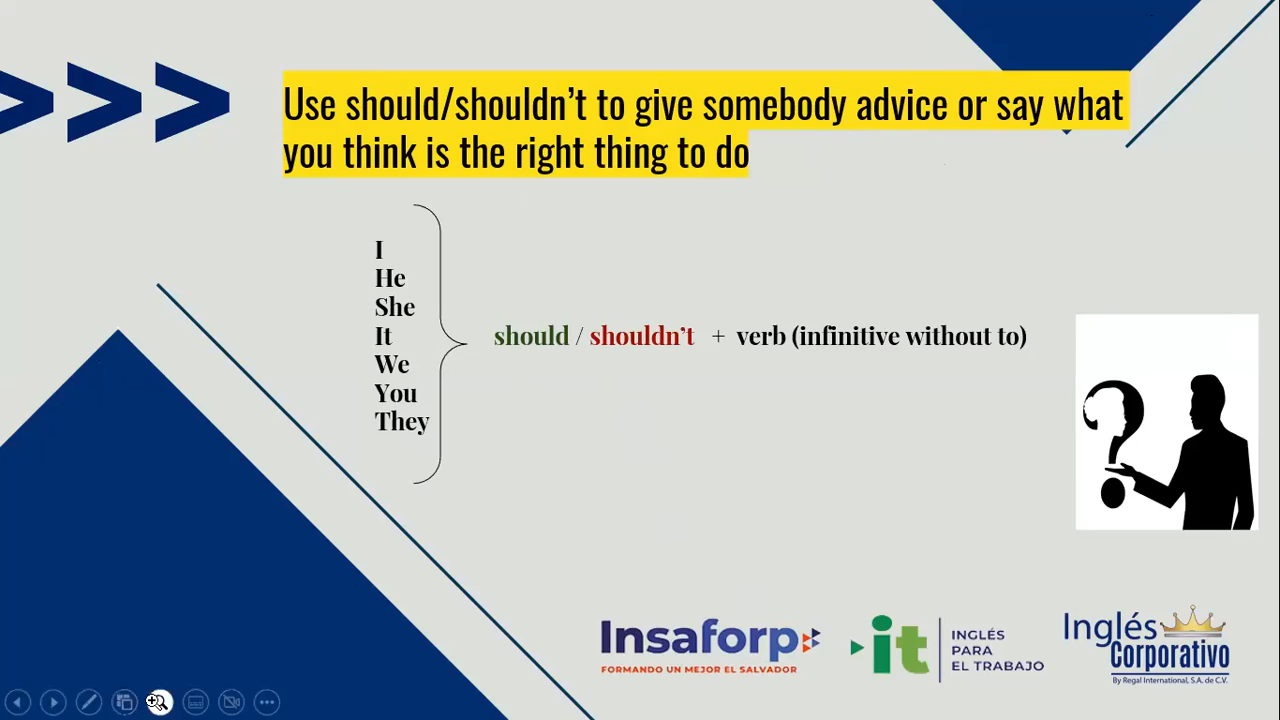 Use should/shouldn’t to give somebody advice or say what
you think is the right thing to do
I
He
She
It
We
You
They
should / shouldn’t + verb (infinitive without to)
Insaforp
FORMANDO UN MEJOR EL SALVADOR
it
INGLÉS
PARA
EL TRABAJO
Inglés
Corporativo
By Regal International, S.A. de C.V.